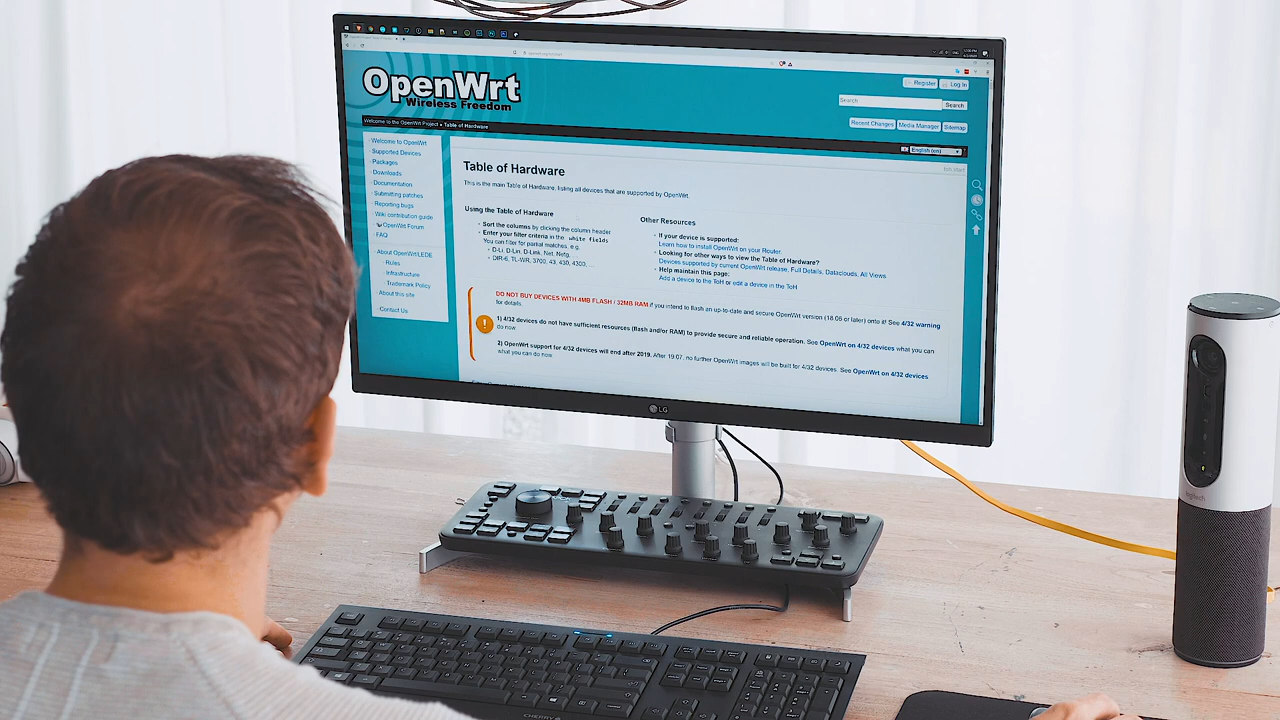 OpenWrt
Wireless Freedom
Register
Log In
Search
Search
Recent Changes
Media Manager
Sitemap
Welcome to the OpenWrt Project » Table of Hardware
English (en)
Welcome to OpenWrt
Supported Devices
Packages
Downloads
Documentation
Submitting patches
Reporting bugs
Wiki contribution guide
OpenWrt Forum
FAQ
About OpenWrt/LEDE
Rules
Infrastructure
Trademark Policy
About this site
Contact Us
Table of Hardware
This is the main Table of Hardware, listing all devices that are supported by OpenWrt.
Using the Table of Hardware
Sort the columns by clicking the column header
Enter your filter criteria in the white fields
You can filter for partial matches, e.g.
D-Li, D-Lin, D-Link, Net, Netg,
DIR-6, TL-WR, 3700, 43, 430, 4300, ...
Other Resources
If your device is supported:
Learn how to install OpenWrt on your Router.
Looking for other ways to view the Table of Hardware?
Devices supported by current OpenWrt release, Full Details, Dataclouds, All Views
Help maintain this page:
Add a device to the ToH or edit a device in the ToH
DO NOT BUY DEVICES WITH 4MB FLASH / 32MB RAM if you intend to flash an up-to-date and secure OpenWrt version (18.06 or later) onto it! See 4/32 warning
for details.
1) 4/32 devices do not have sufficient resources (flash and/or RAM) to provide secure and reliable operation. See OpenWrt on 4/32 devices what you can
do now
2) OpenWrt support for 4/32 devices will end after 2019. After 19.07, no further OpenWrt images will be built for 4/32 devices. See OpenWrt on 4/32 devices
what you can do now
LG
logitech
CHERRY